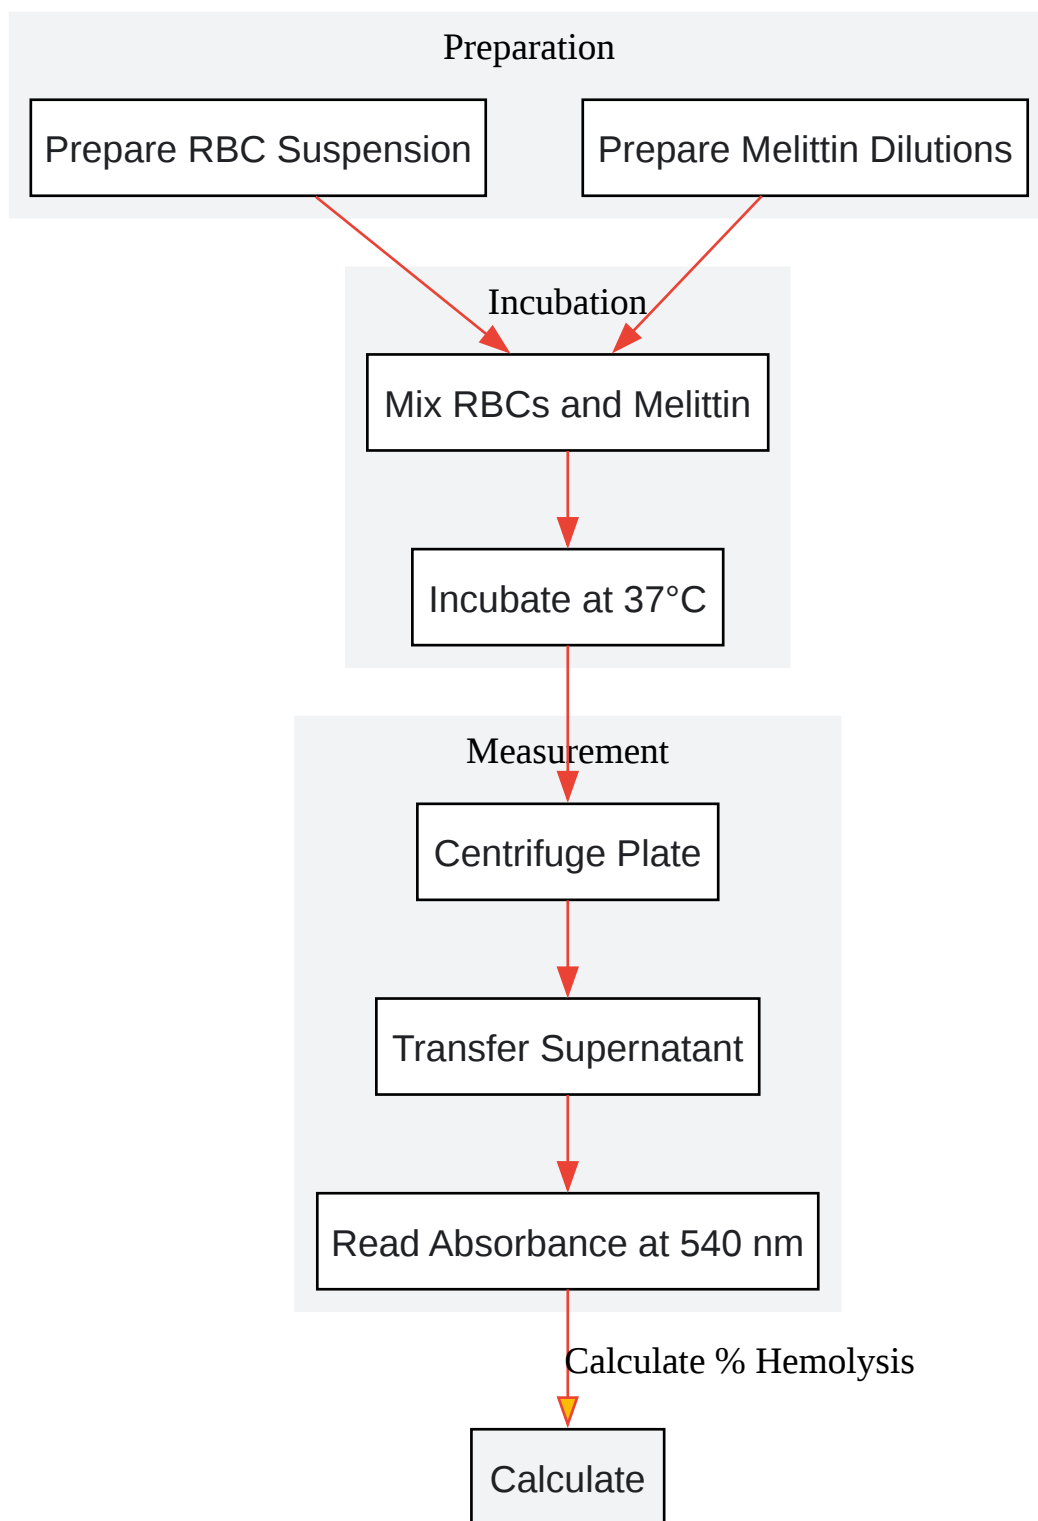 Preparation
Prepare RBC Suspension
Prepare Melittin Dilutions
Incubation
Mix RBCs and Melittin
Incubate at 37°C
Measurement
Centrifuge Plate
Transfer Supernatant
Read Absorbance at 540 nm
Calculate % Hemolysis
Calculate